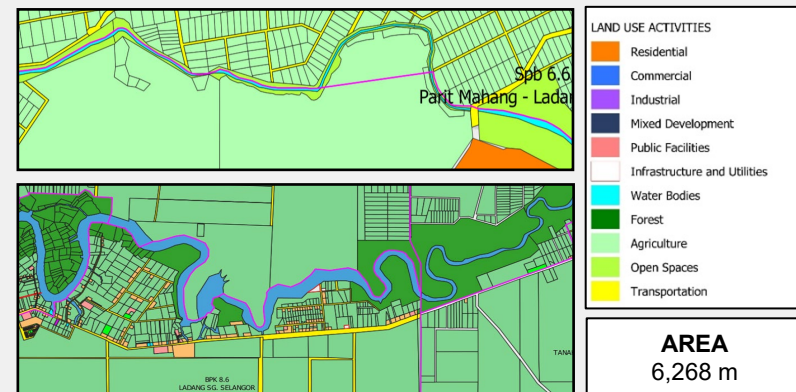 Spb 6.6
Parit Mahang - Ladan
BPK 8.6
LADANG SG. SELANGOR
TANA
LAND USE ACTIVITIES
Residential
Commercial
Industrial
Mixed Development
Public Facilities
Infrastructure and Utilities
Water Bodies
Forest
Agriculture
Open Spaces
Transportation
AREA
6,268 m